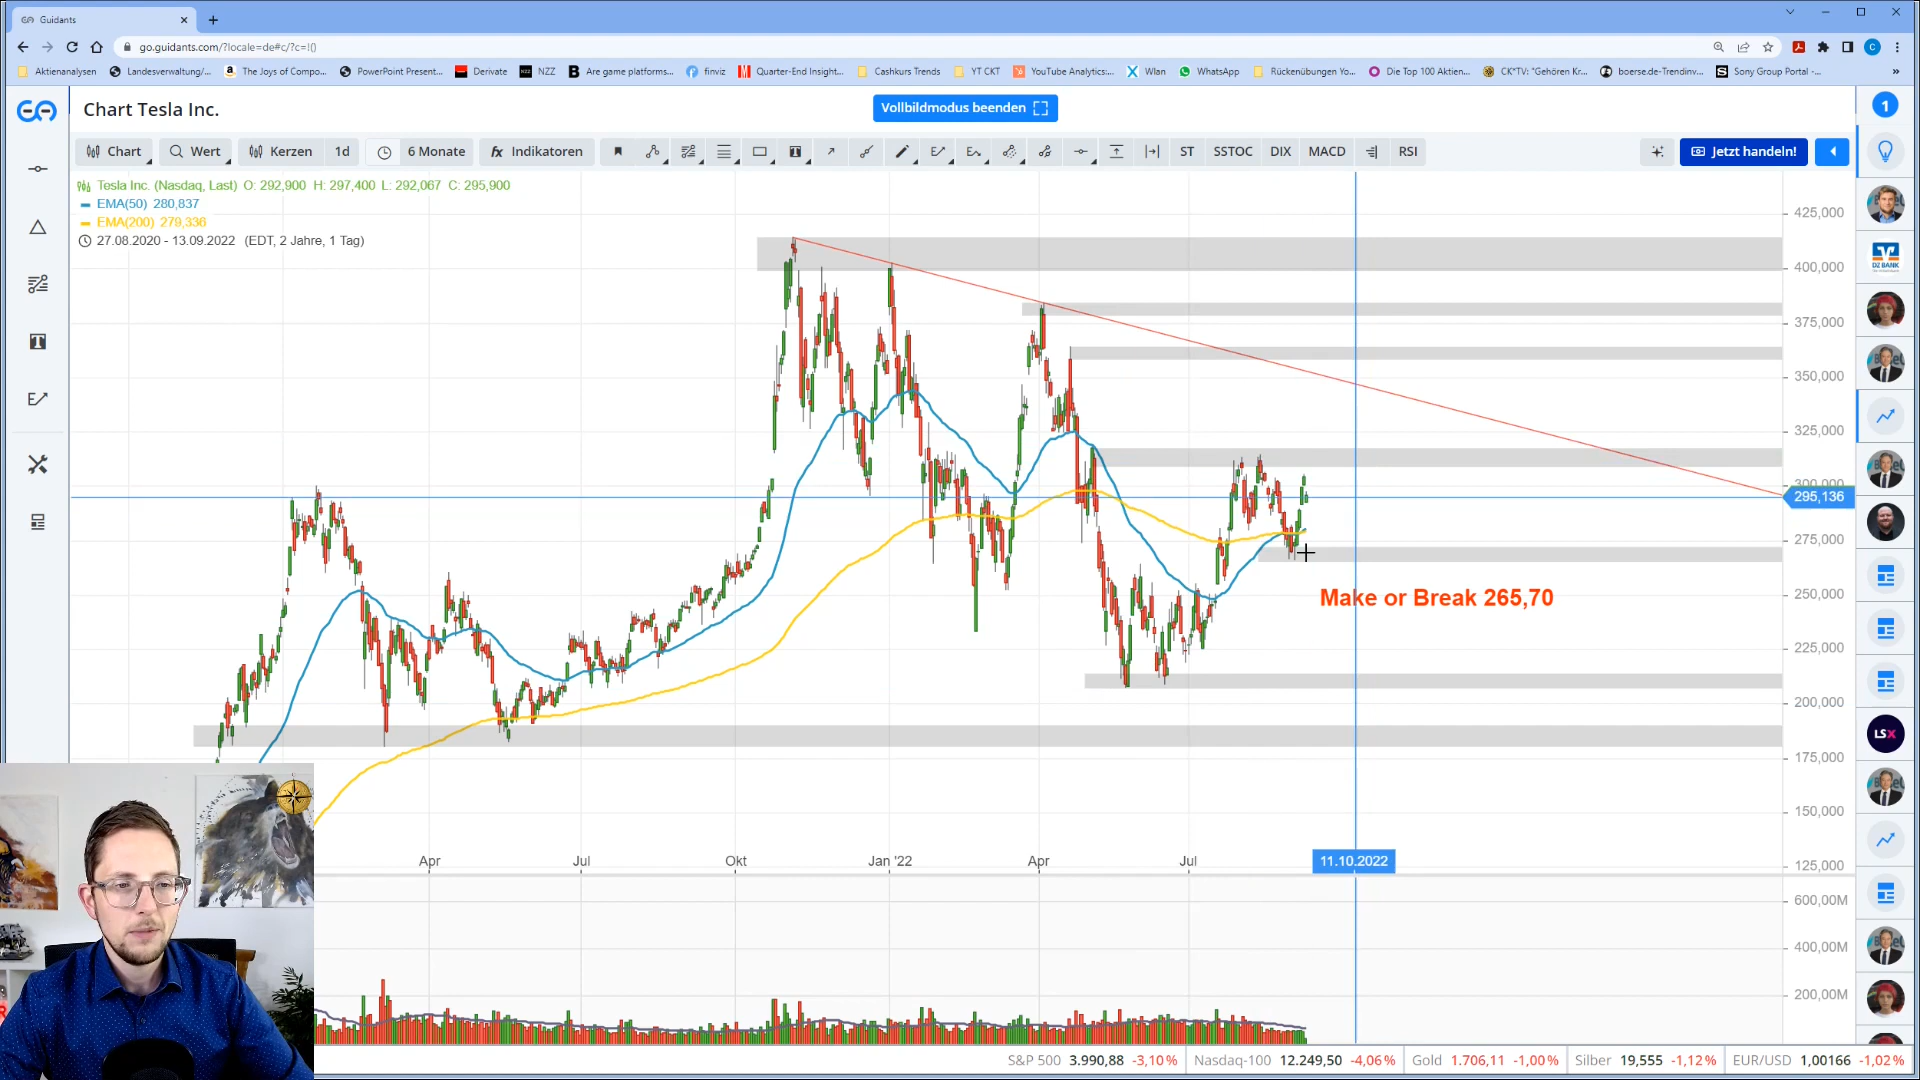 Guidants
go.guidants.com/?locale=de#c/?c=!()
Aktienanalysen Landesverwaltung/... The Joys of Compo... PowerPoint Present... Derivate NZZ Are game platforms... finviz Quarter-End Insight... Cashkurs Trends YT CKT YouTube Analytics:... Wlan WhatsApp Rückenübungen Yo... Die Top 100 Aktien... CK*TV: "Gehören Kr... boerse.de-Trendinv... Sony Group Portal -... »
Chart Tesla Inc.
Vollbildmodus beenden
1
Chart Wert Kerzen 1d 6 Monate fx Indikatoren ST SSTOC DIX MACD RSI Jetzt handeln!
Tesla Inc. (Nasdaq, Last) O: 292,900 H: 297,400 L: 292,067 C: 295,900
EMA(50) 280,837
EMA(200) 279,336
27.08.2020 - 13.09.2022 (EDT, 2 Jahre, 1 Tag)
425,000
400,000
375,000
350,000
325,000
300,000
295,136
275,000
Make or Break 265,70
250,000
225,000
200,000
175,000
150,000
125,000
Apr Jul Okt Jan '22 Apr Jul 11.10.2022
600,00M
400,00M
200,00M
DZ BANK
LSX
S&P 500 3.990,88 -3,10% Nasdaq-100 12.249,50 -4,06% Gold 1.706,11 -1,00% Silber 19,555 -1,12% EUR/USD 1,00166 -1,02%